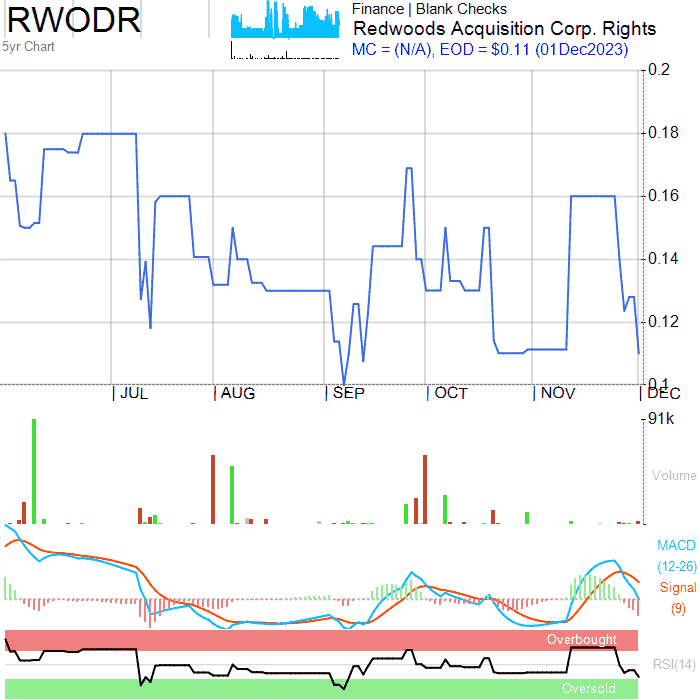 RWODR
5yr Chart
Finance | Blank Checks
Redwoods Acquisition Corp. Rights
MC = (N/A), EOD = $0.11 (01Dec2023)
0.2
0.18
0.16
0.14
0.12
0.1
JUL
AUG
SEP
OCT
NOV
DEC
91k
Volume
MACD
(12-26)
Signal
(9)
Overbought
RSI(14)
Oversold